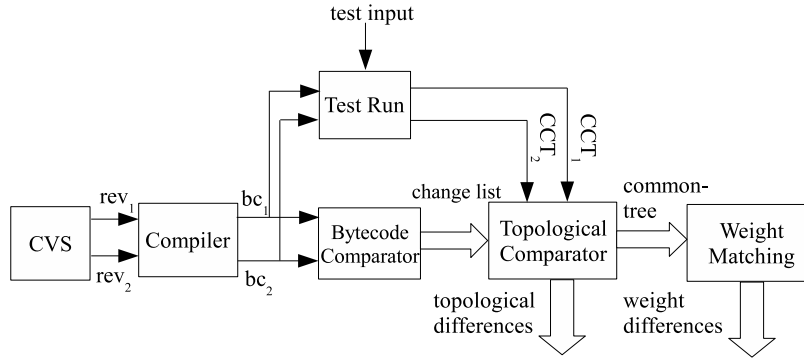 test input
Test Run
CCT₂
CCT₁
rev₁
bc₁
change list
common-
tree
CVS
Compiler
Bytecode
Comparator
Topological
Comparator
Weight
Matching
rev₂
bc₂
topological
differences
weight
differences